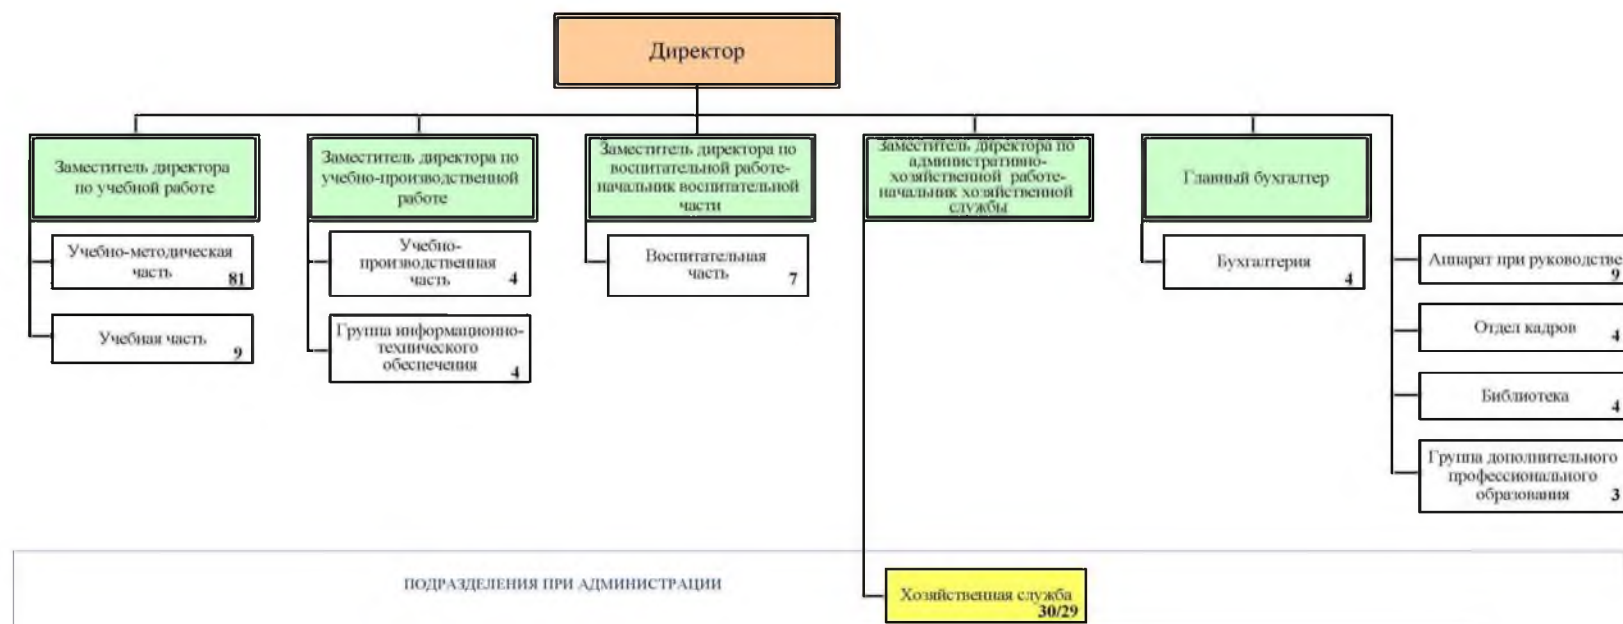 Директор
Заместитель директора
по учебной работе
Заместитель директора по
учебно-производственной
работе
Заместитель директора по
воспитательной работе-
начальник воспитательной
части
Заместитель директора по
административно-
хозяйственной работе-
начальник хозяйственной
службы
Главный бухгалтер
Учебно-методическая
часть
81
Учебная часть
9
Учебно-
производственная
часть
4
Группа информационно-
технического
обеспечения
4
Воспитательная
часть
7
Бухгалтерия
4
Аппарат при руководстве
9
Отдел кадров
4
Библиотека
4
Группа дополнительного
профессионального
образования
3
ПОДРАЗДЕЛЕНИЯ ПРИ АДМИНИСТРАЦИИ
Хозяйственная служба
30/29